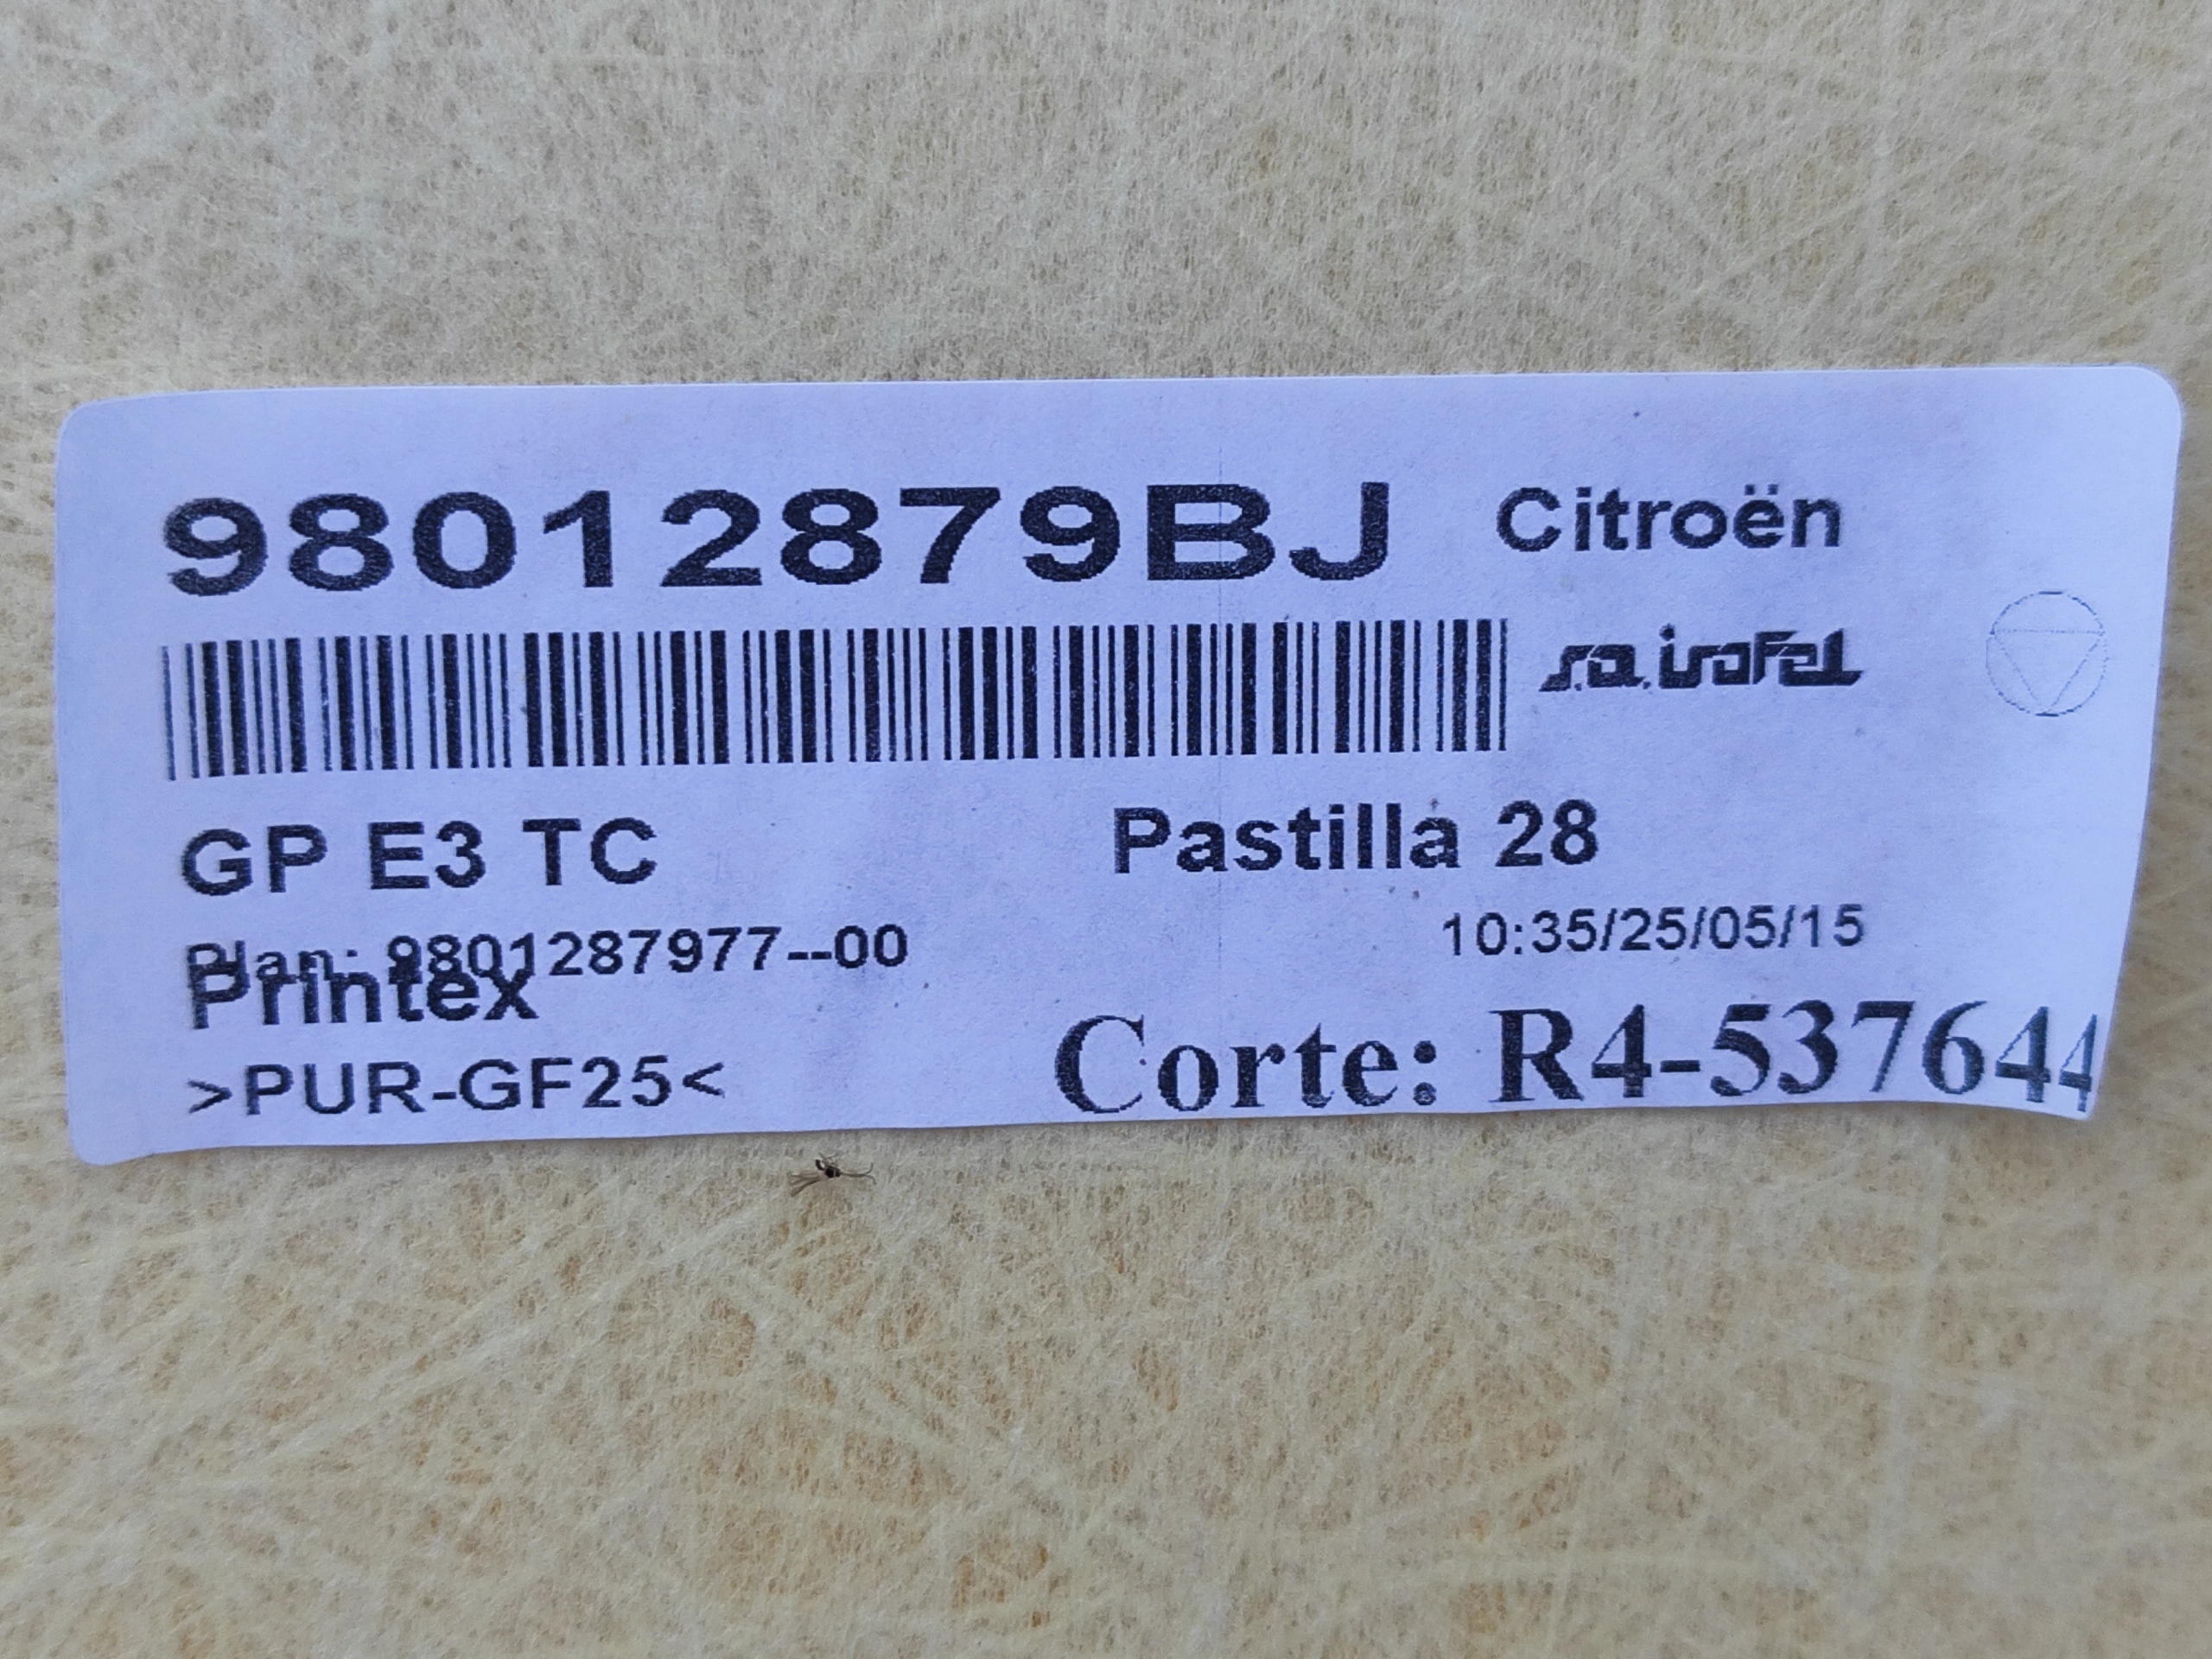 98012879BJ Citroën
s.a. isofel
GP E3 TC Pastilla 28
Plan: 9801287977--00 10:35/25/05/15
Printex
>PUR-GF25< Corte: R4-537644